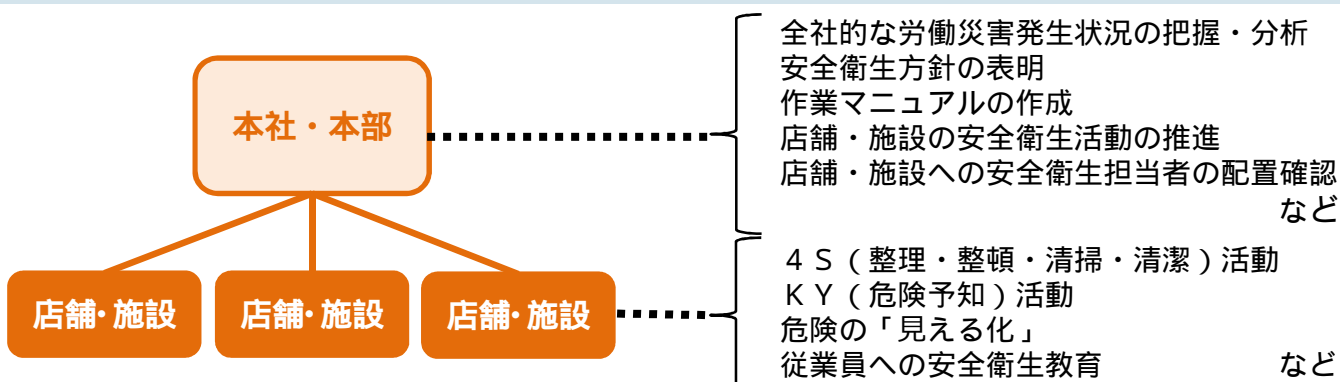 本社・本部
全社的な労働災害発生状況の把握・分析
安全衛生方針の表明
作業マニュアルの作成
店舗・施設の安全衛生活動の推進
店舗・施設への安全衛生担当者の配置確認
など
店舗・施設
店舗・施設
店舗・施設
４Ｓ（整理・整頓・清掃・清潔）活動
ＫＹ（危険予知）活動
危険の「見える化」
従業員への安全衛生教育 など